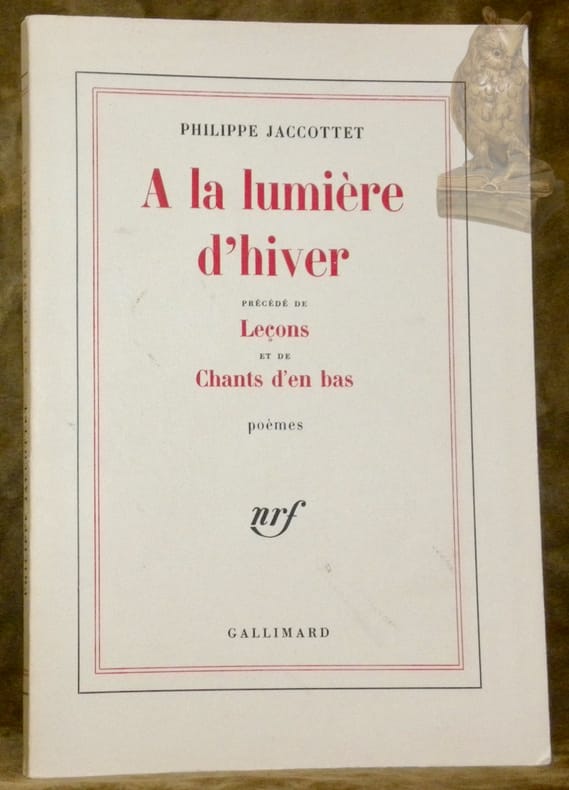 PHILIPPE JACCOTTET
A la lumière
d'hiver
PRÉCÉDÉ DE
Leçons
ET DE
Chants d'en bas
poèmes
nrf
GALLIMARD